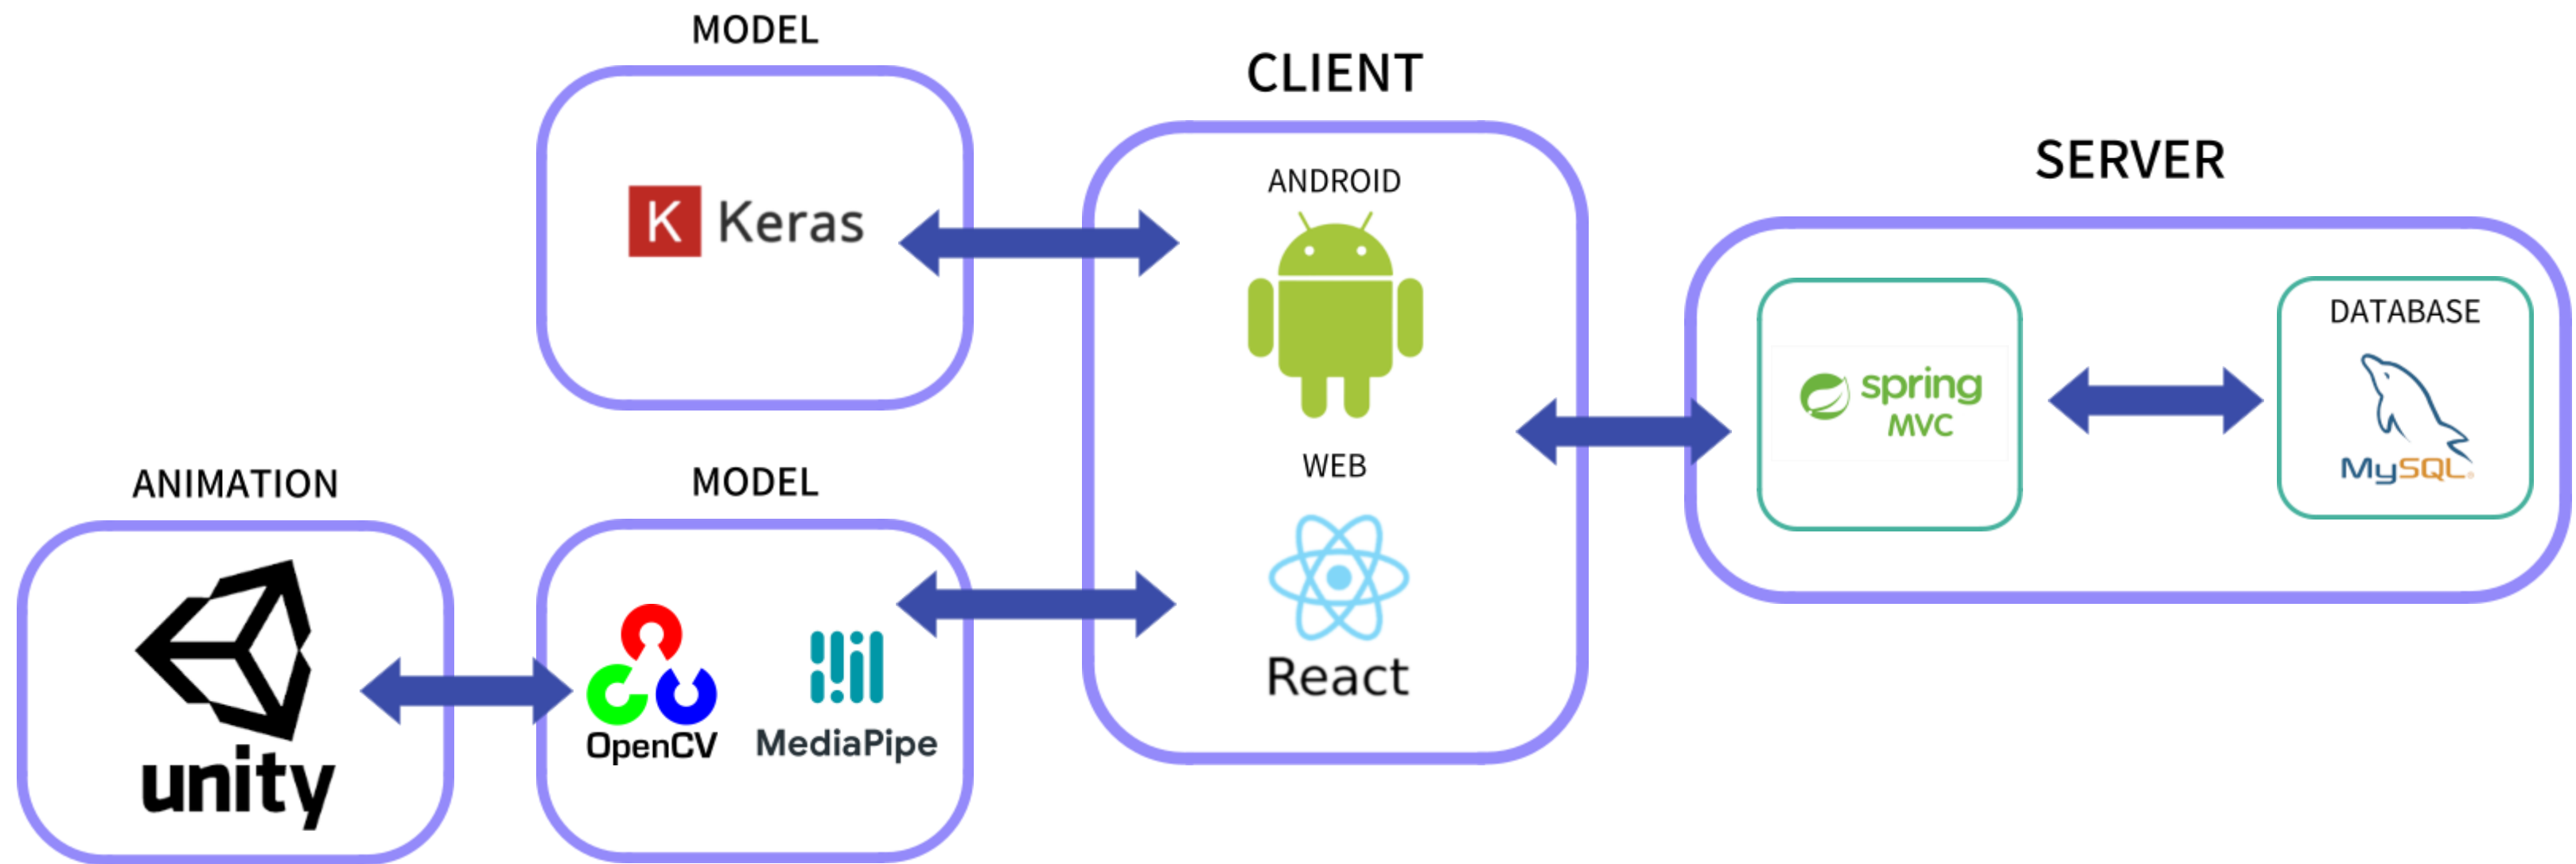 MODEL
K Keras
CLIENT
ANDROID
WEB
React
SERVER
spring
MVC
DATABASE
MySQL
ANIMATION
unity
MODEL
OpenCV
MediaPipe